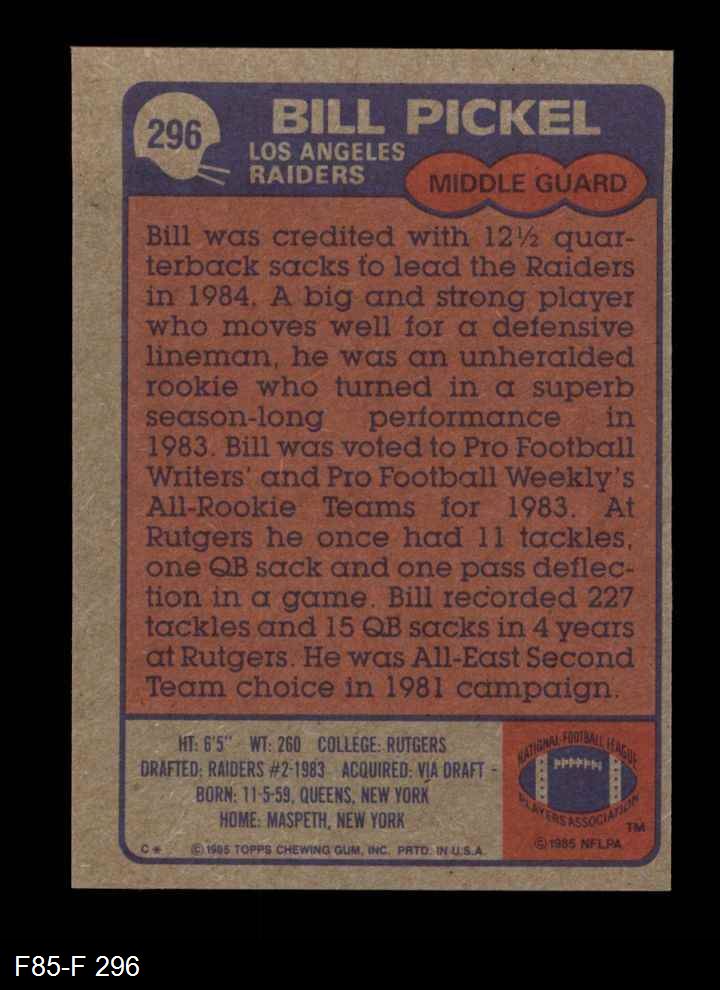 296
BILL PICKEL
LOS ANGELES
RAIDERS
MIDDLE GUARD
Bill was credited with 12½ quar-
terback sacks to lead the Raiders
in 1984. A big and strong player
who moves well for a defensive
lineman, he was an unheralded
rookie who turned in a superb
season-long performance in
1983. Bill was voted to Pro Football
Writers' and Pro Football Weekly's
All-Rookie Teams for 1983. At
Rutgers he once had 11 tackles,
one QB sack and one pass deflec-
tion in a game. Bill recorded 227
tackles and 15 QB sacks in 4 years
at Rutgers. He was All-East Second
Team choice in 1981 campaign.
HT: 6'5" WT: 260 COLLEGE: RUTGERS
DRAFTED: RAIDERS #2-1983 ACQUIRED: VIA DRAFT -
BORN: 11-5-59, QUEENS, NEW YORK
HOME: MASPETH, NEW YORK
C* ©1985 TOPPS CHEWING GUM, INC. PRTD. IN U.S.A.
NATIONAL FOOTBALL LEAGUE
PLAYERS ASSOCIATION
TM
©1985 NFLPA
F85-F 296